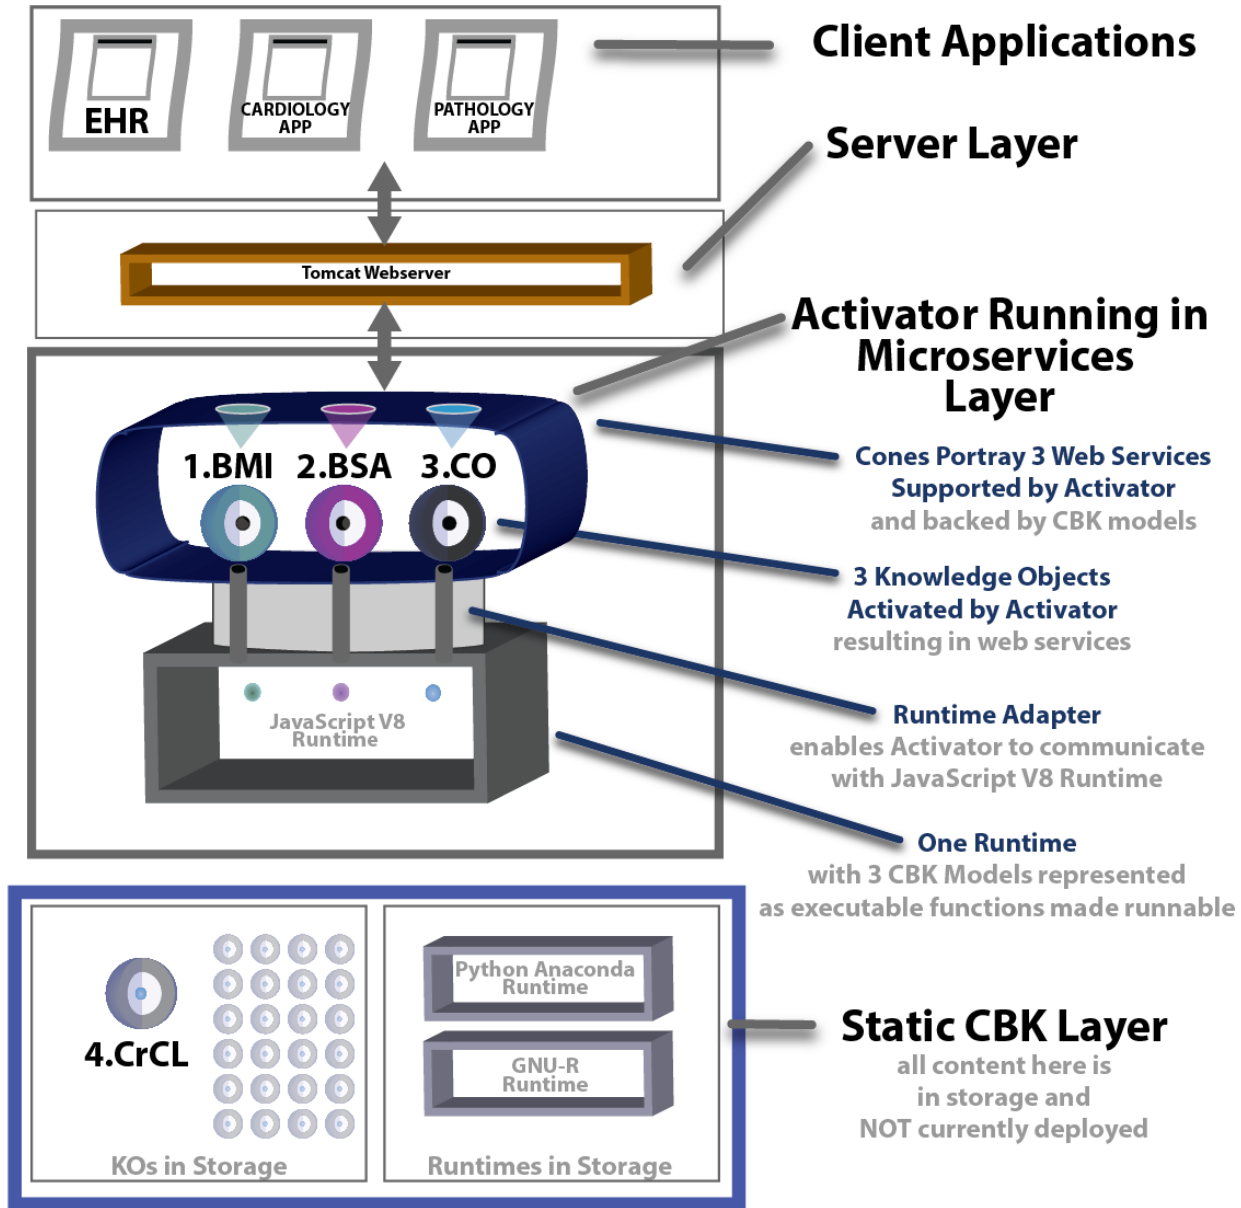 Client Applications
EHR
CARDIOLOGY
APP
PATHOLOGY
APP
Server Layer
Tomcat Webserver
Activator Running in
Microservices
Layer
1.BMI
2.BSA
3.CO
Cones Portray 3 Web Services
Supported by Activator
and backed by CBK models
3 Knowledge Objects
Activated by Activator
resulting in web services
JavaScript V8
Runtime
Runtime Adapter
enables Activator to communicate
with JavaScript V8 Runtime
One Runtime
with 3 CBK Models represented
as executable functions made runnable
4.CrCL
KOs in Storage
Python Anaconda
Runtime
GNU-R
Runtime
Runtimes in Storage
Static CBK Layer
all content here is
in storage and
NOT currently deployed